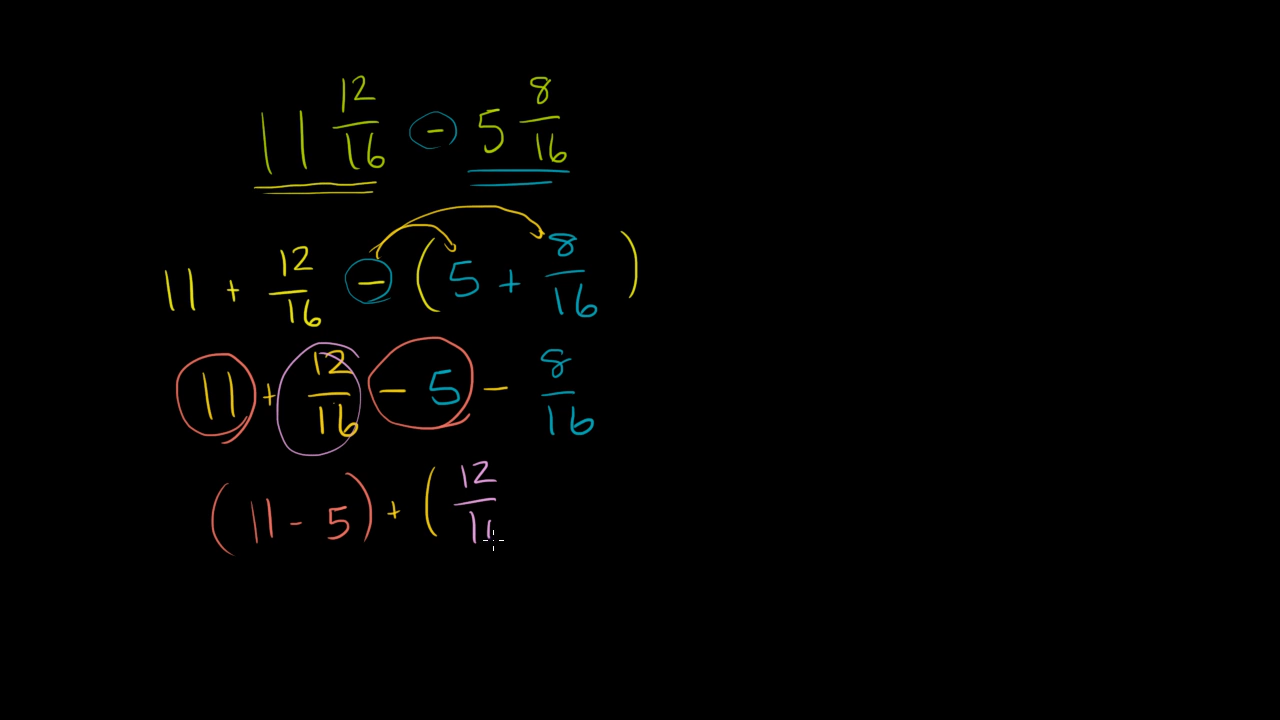 11 12/16 - 5 8/16
11 + 12/16 - (5 + 8/16)
11 + 12/16 - 5 - 8/16
(11 - 5) + (12/1